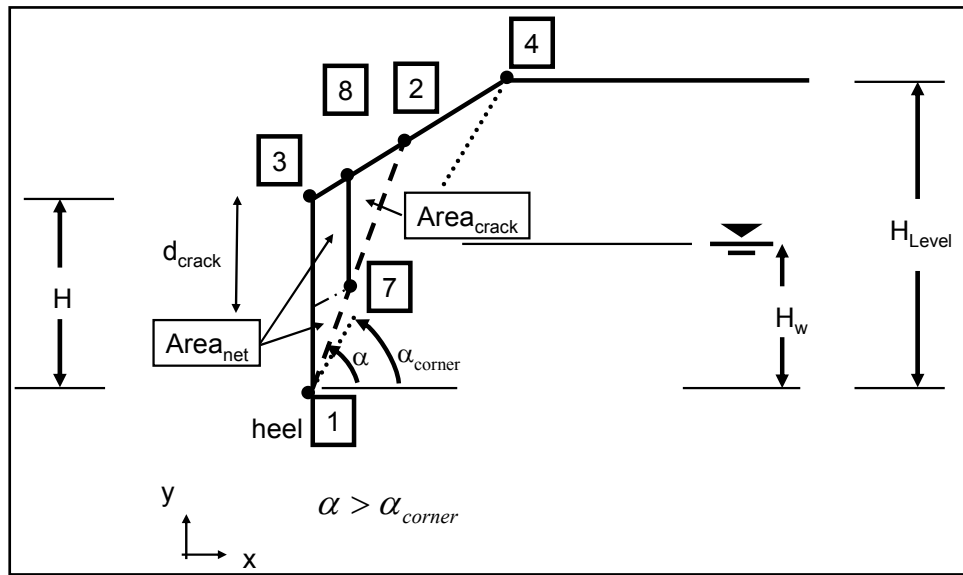 4
8
2
3
Area_crack
d_crack
H_Level
H
7
H_w
Area_net
α
α_corner
heel
1
y
α > α_corner
x